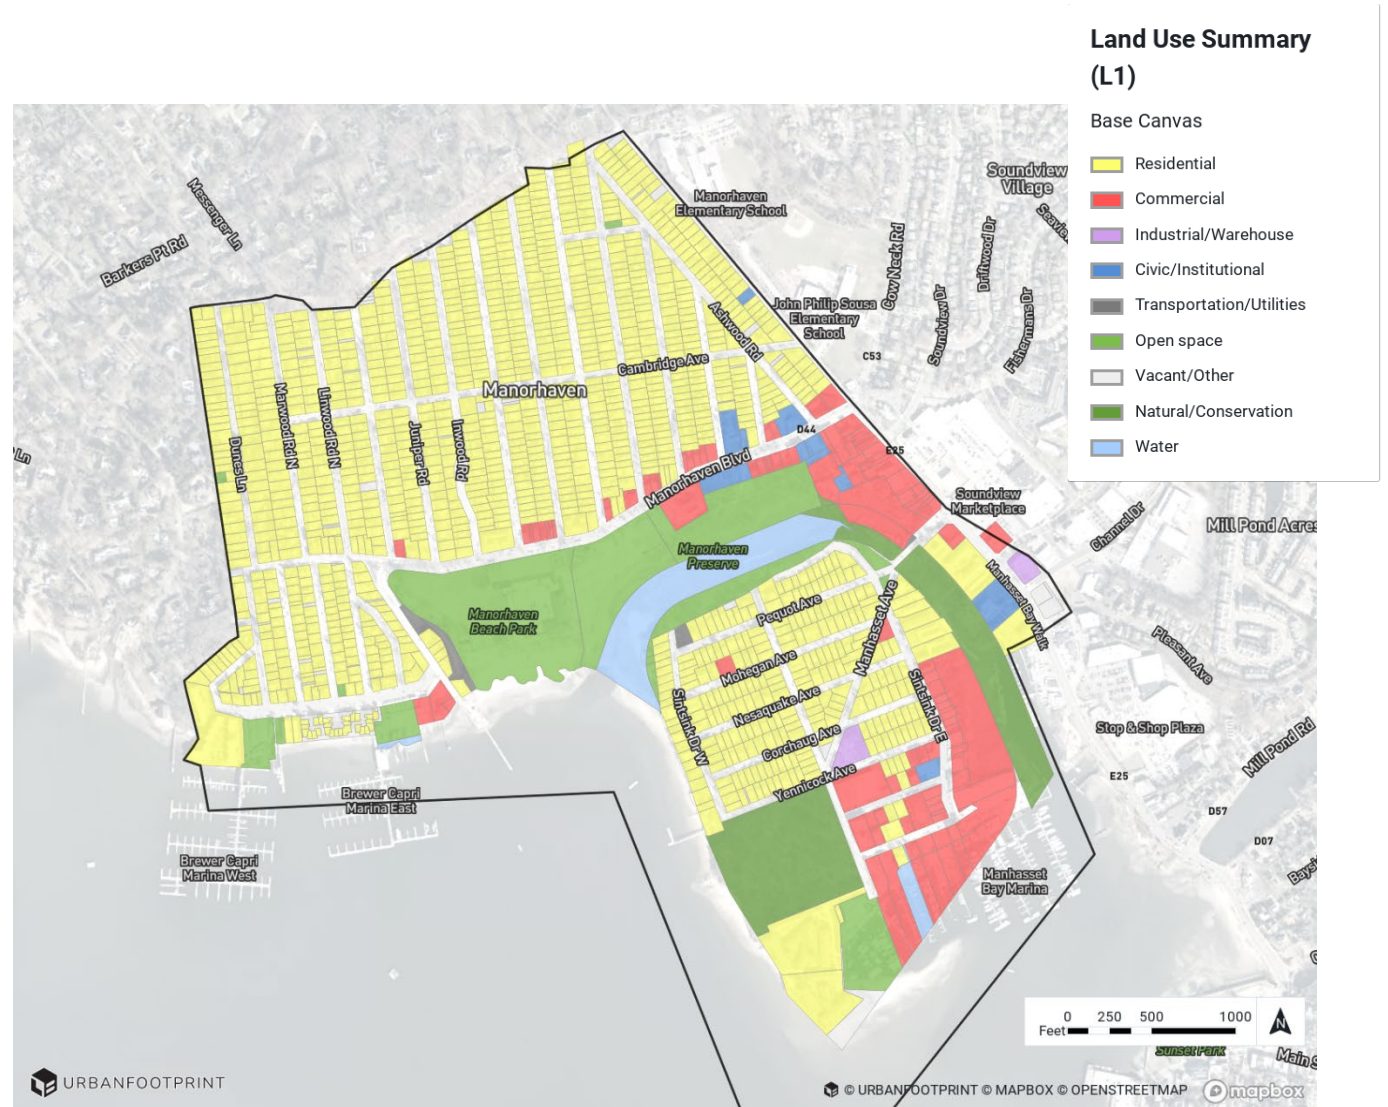 Land Use Summary
(L1)
Base Canvas
Residential
Commercial
Industrial/Warehouse
Civic/Institutional
Transportation/Utilities
Open space
Vacant/Other
Natural/Conservation
Water
Messenger Ln
Barkers Pt Rd
Manorhaven
Elementary School
Soundview
Village
Cow Neck Rd
Driftwood Dr
Soundview Dr
Fishermans Dr
John Philip Sousa
Elementary
School
C53
Ashwood Rd
Cambridge Ave
Manorhaven
Marwood Rd N
Linwood Rd N
Juniper Rd
Inwood Rd
Dunes Ln
Ln
D44
E25
Manorhaven Blvd
Soundview
Marketplace
Channel Dr
Mill Pond Acres
Manorhaven
Preserve
Manorhaven
Beach Park
Manhasset Bay Walk
Pequot Ave
Manhasset Ave
Mohegan Ave
Pleasant Ave
Nesaquake Ave
Sintsink Dr W
Sintsink Dr E
Corchaug Ave
Yennicock Ave
Stop & Shop Plaza
Mill Pond Rd
E25
D57
D07
Brewer Capri
Marina East
Brewer Capri
Marina West
Manhasset
Bay Marina
0 250 500 1000
Feet
N
Sunset Park
Main S
URBANFOOTPRINT
© URBANFOOTPRINT © MAPBOX © OPENSTREETMAP
mapbox